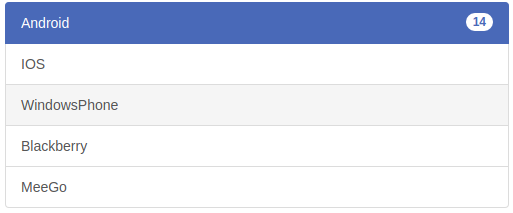 Android 14
IOS
WindowsPhone
Blackberry
MeeGo